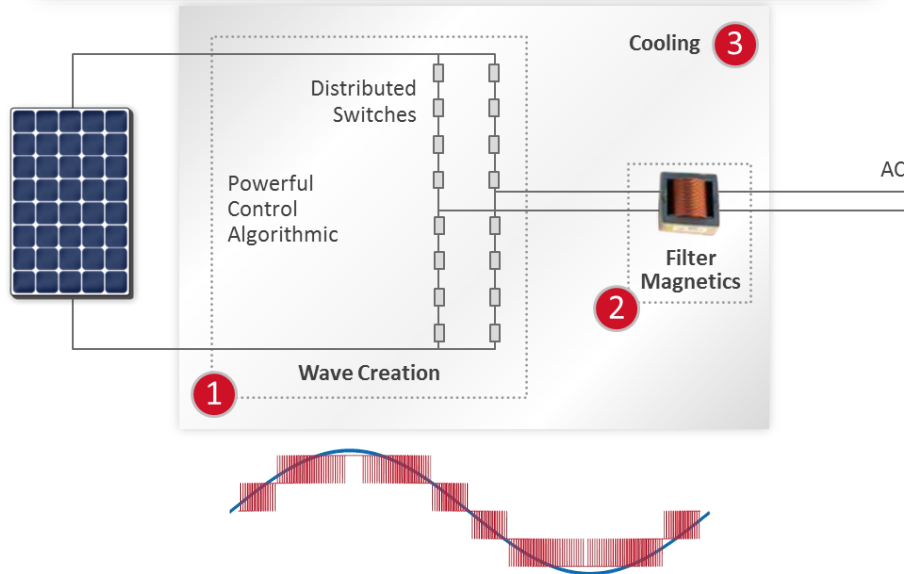 Cooling 3
Distributed
Switches
AC
Powerful
Control
Algorithmic
Filter
Magnetics
2
Wave Creation
1